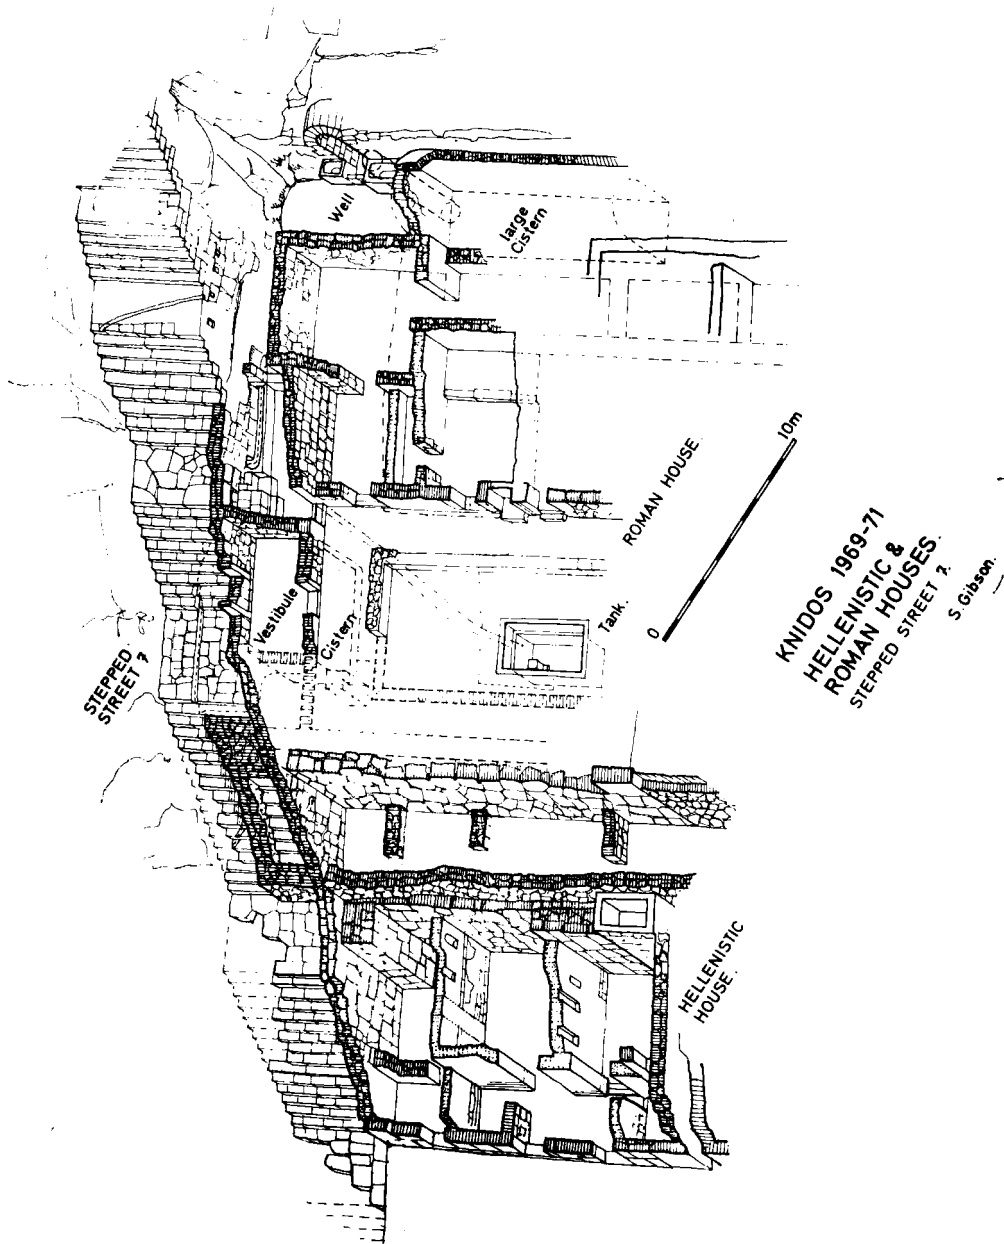 STEPPED
STREET ?
Well
large
Cistern
Vestibule
Cistern
Tank.
ROMAN HOUSE.
HELLENISTIC
HOUSE.
0 10m
KNIDOS 1969-71
HELLENISTIC &
ROMAN HOUSES.
STEPPED STREET ?
S. Gibson.